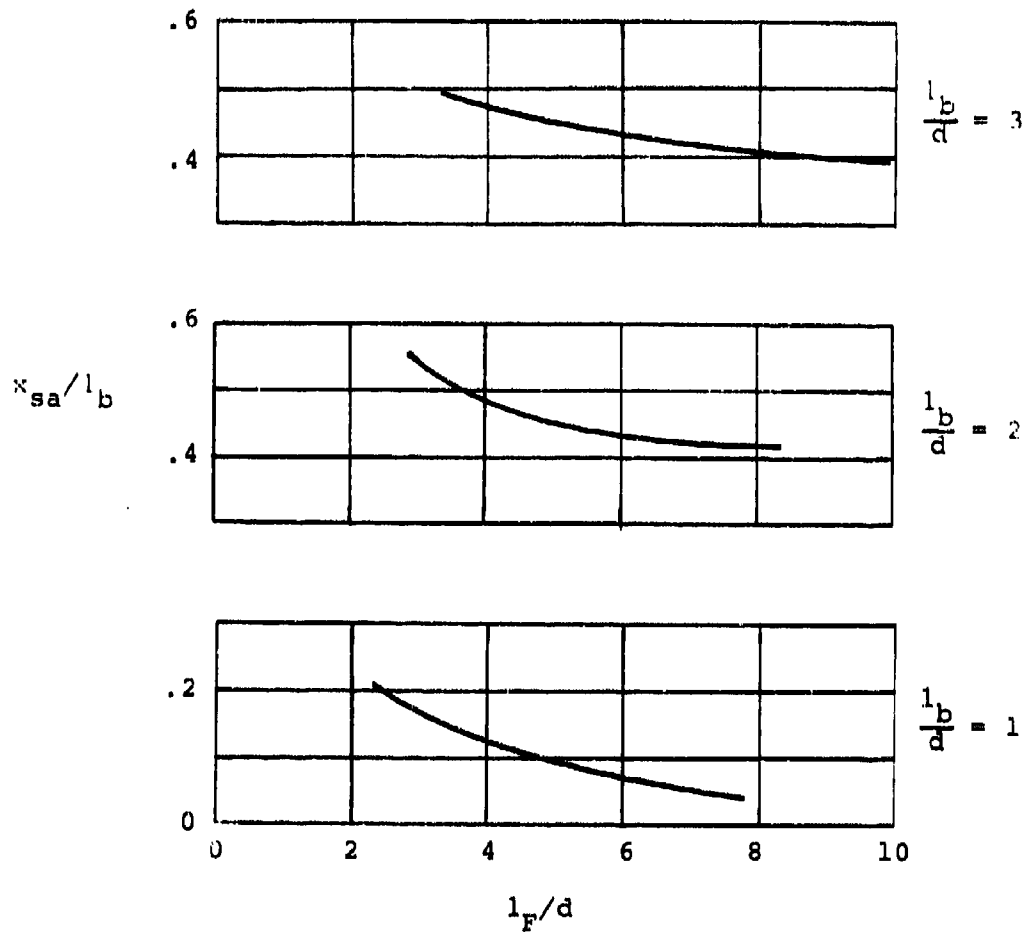 .6
.4
l_b/d = 3
.6
.4
x_sa/l_b
l_b/d = 2
.2
0
l_b/d = 1
0 2 4 6 8 10
l_F/d